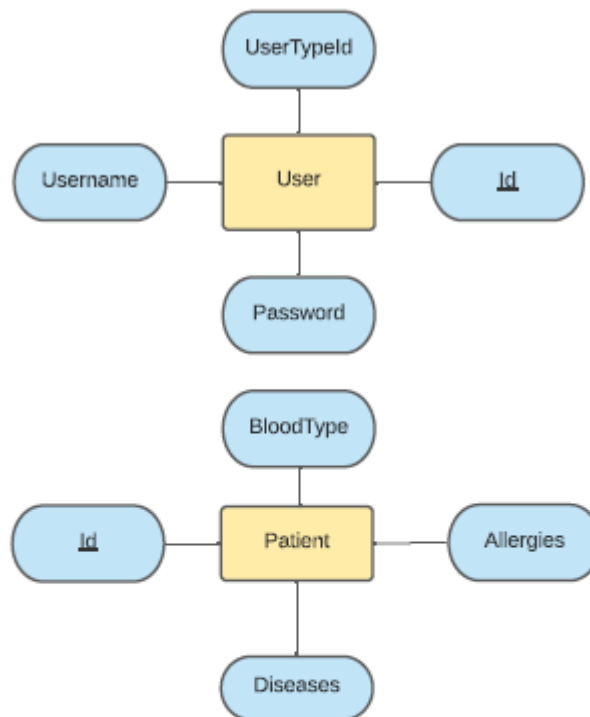 UserTypeId
Username
User
Id
Password
BloodType
Id
Patient
Allergies
Diseases